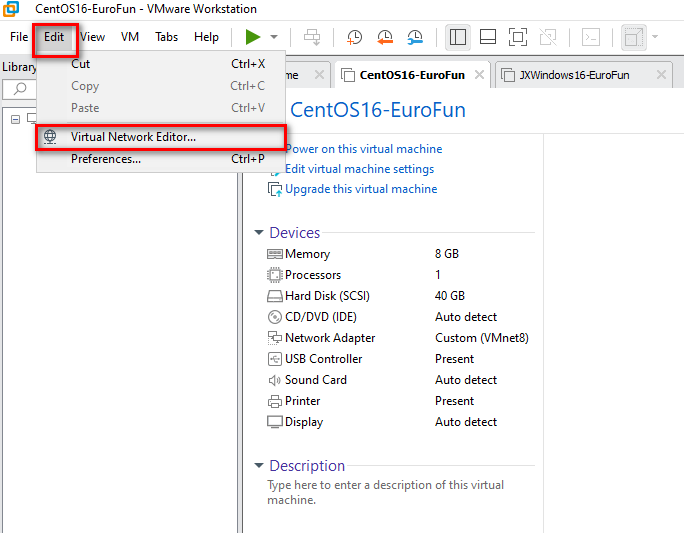 CentOS16-EuroFun - VMware Workstation
File Edit View VM Tabs Help
Library
Cut Ctrl+X
Copy Ctrl+C
Paste Ctrl+V
Virtual Network Editor...
Preferences... Ctrl+P
CentOS16-EuroFun
JXWindows16-EuroFun
CentOS16-EuroFun
Power on this virtual machine
Edit virtual machine settings
Upgrade this virtual machine
Devices
Memory 8 GB
Processors 1
Hard Disk (SCSI) 40 GB
CD/DVD (IDE) Auto detect
Network Adapter Custom (VMnet8)
USB Controller Present
Sound Card Auto detect
Printer Present
Display Auto detect
Description
Type here to enter a description of this virtual
machine.